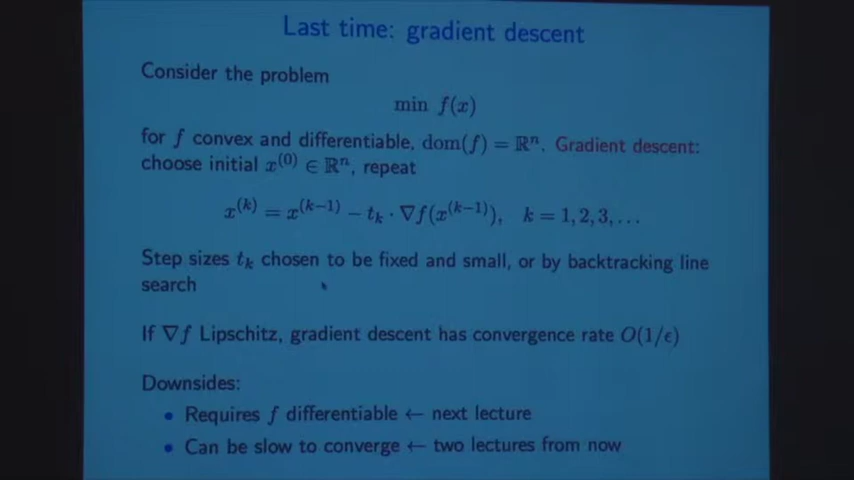 Last time: gradient descent
Consider the problem
min f(x)
for f convex and differentiable, dom(f) = ℝⁿ. Gradient descent:
choose initial x⁽⁰⁾ ∈ ℝⁿ, repeat
x⁽ᵏ⁾ = x⁽ᵏ⁻¹⁾ − tₖ · ∇f(x⁽ᵏ⁻¹⁾), k = 1, 2, 3, . . .
Step sizes tₖ chosen to be fixed and small, or by backtracking line
search
If ∇f Lipschitz, gradient descent has convergence rate O(1/ϵ)
Downsides:
• Requires f differentiable ← next lecture
• Can be slow to converge ← two lectures from now